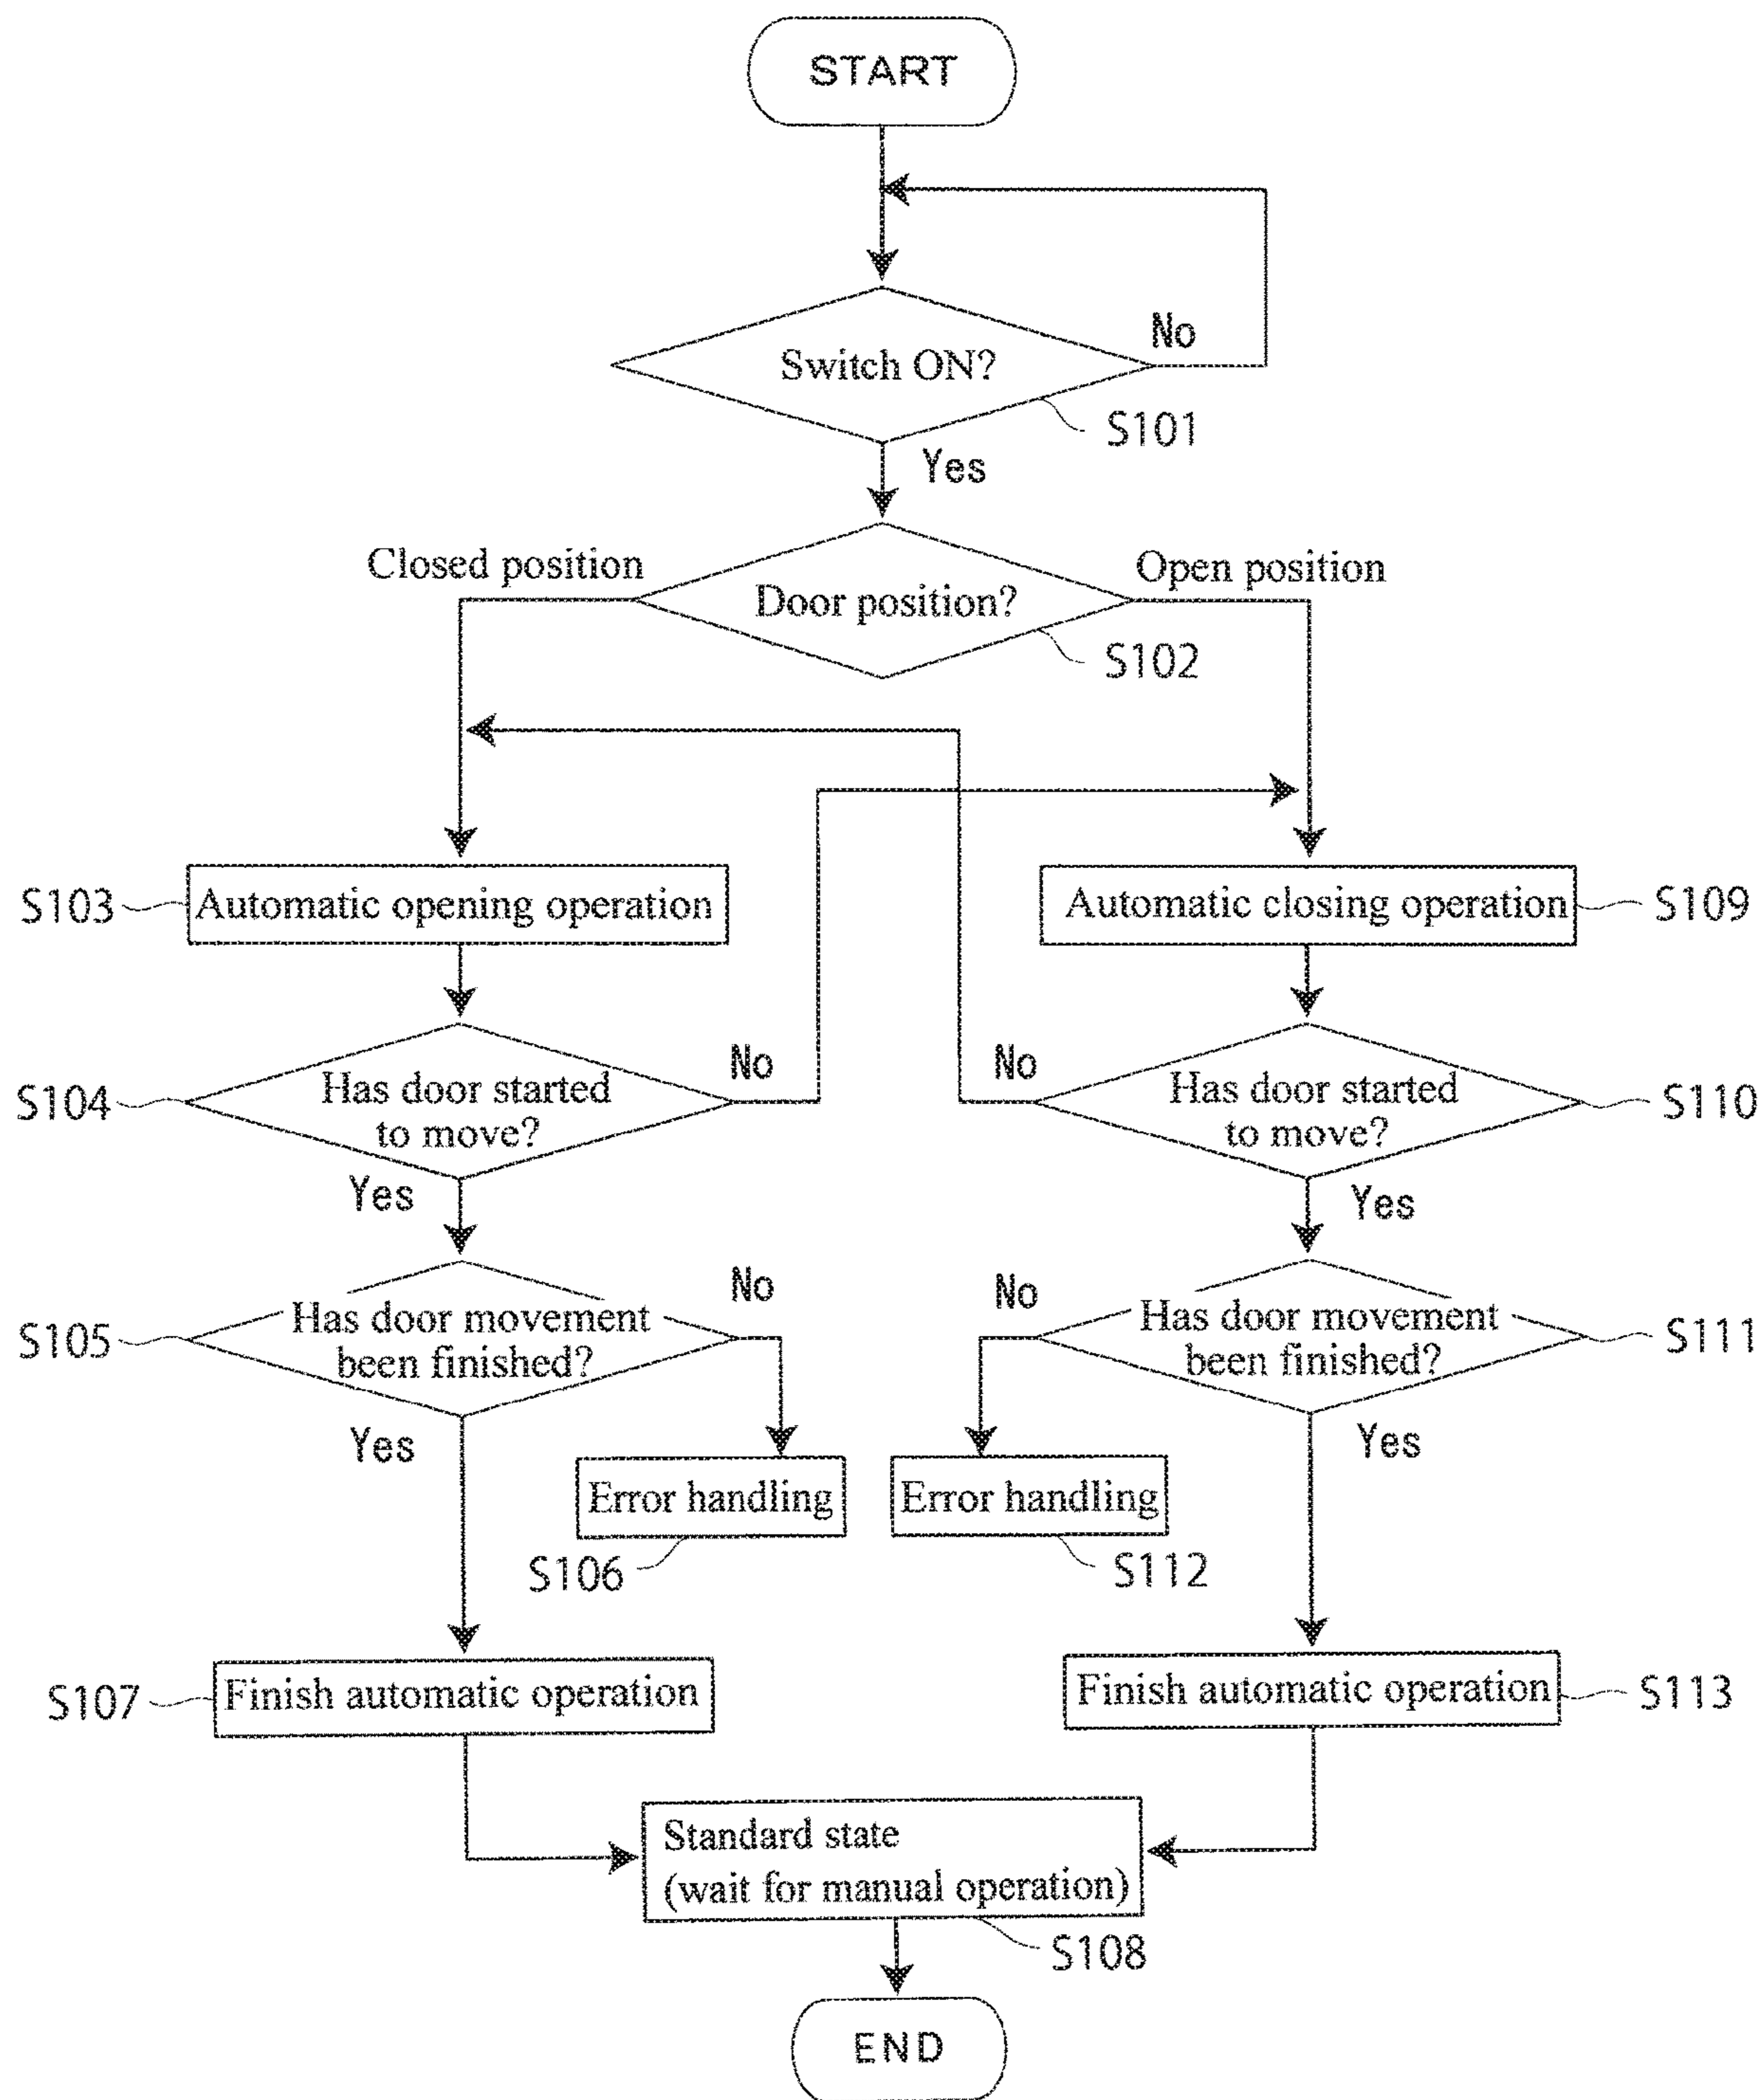 START
No
Switch ON?
S101
Yes
Closed position
Open position
Door position?
S102
S103
Automatic opening operation
Automatic closing operation
S109
No
No
S104
Has door started
to move?
Has door started
to move?
S110
Yes
Yes
No
No
S105
Has door movement
been finished?
Has door movement
been finished?
S111
Yes
Yes
Error handling
Error handling
S106
S112
S107
Finish automatic operation
Finish automatic operation
S113
Standard state
(wait for manual operation)
S108
END